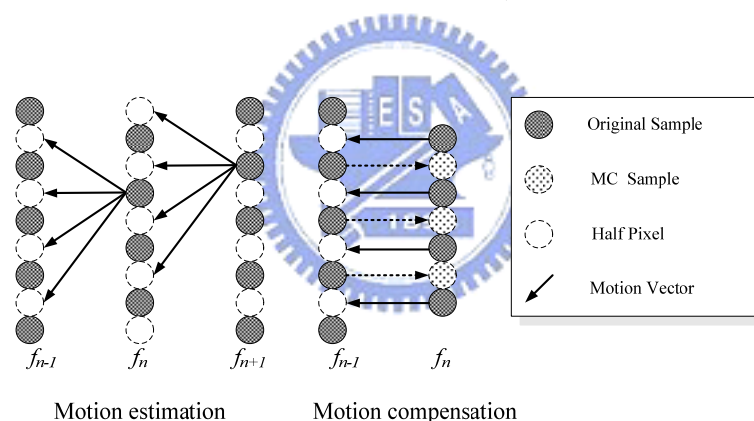 E S A
Original Sample
MC Sample
Half Pixel
Motion Vector
fn-1
fn
fn+1
fn-1
fn
Motion estimation
Motion compensation